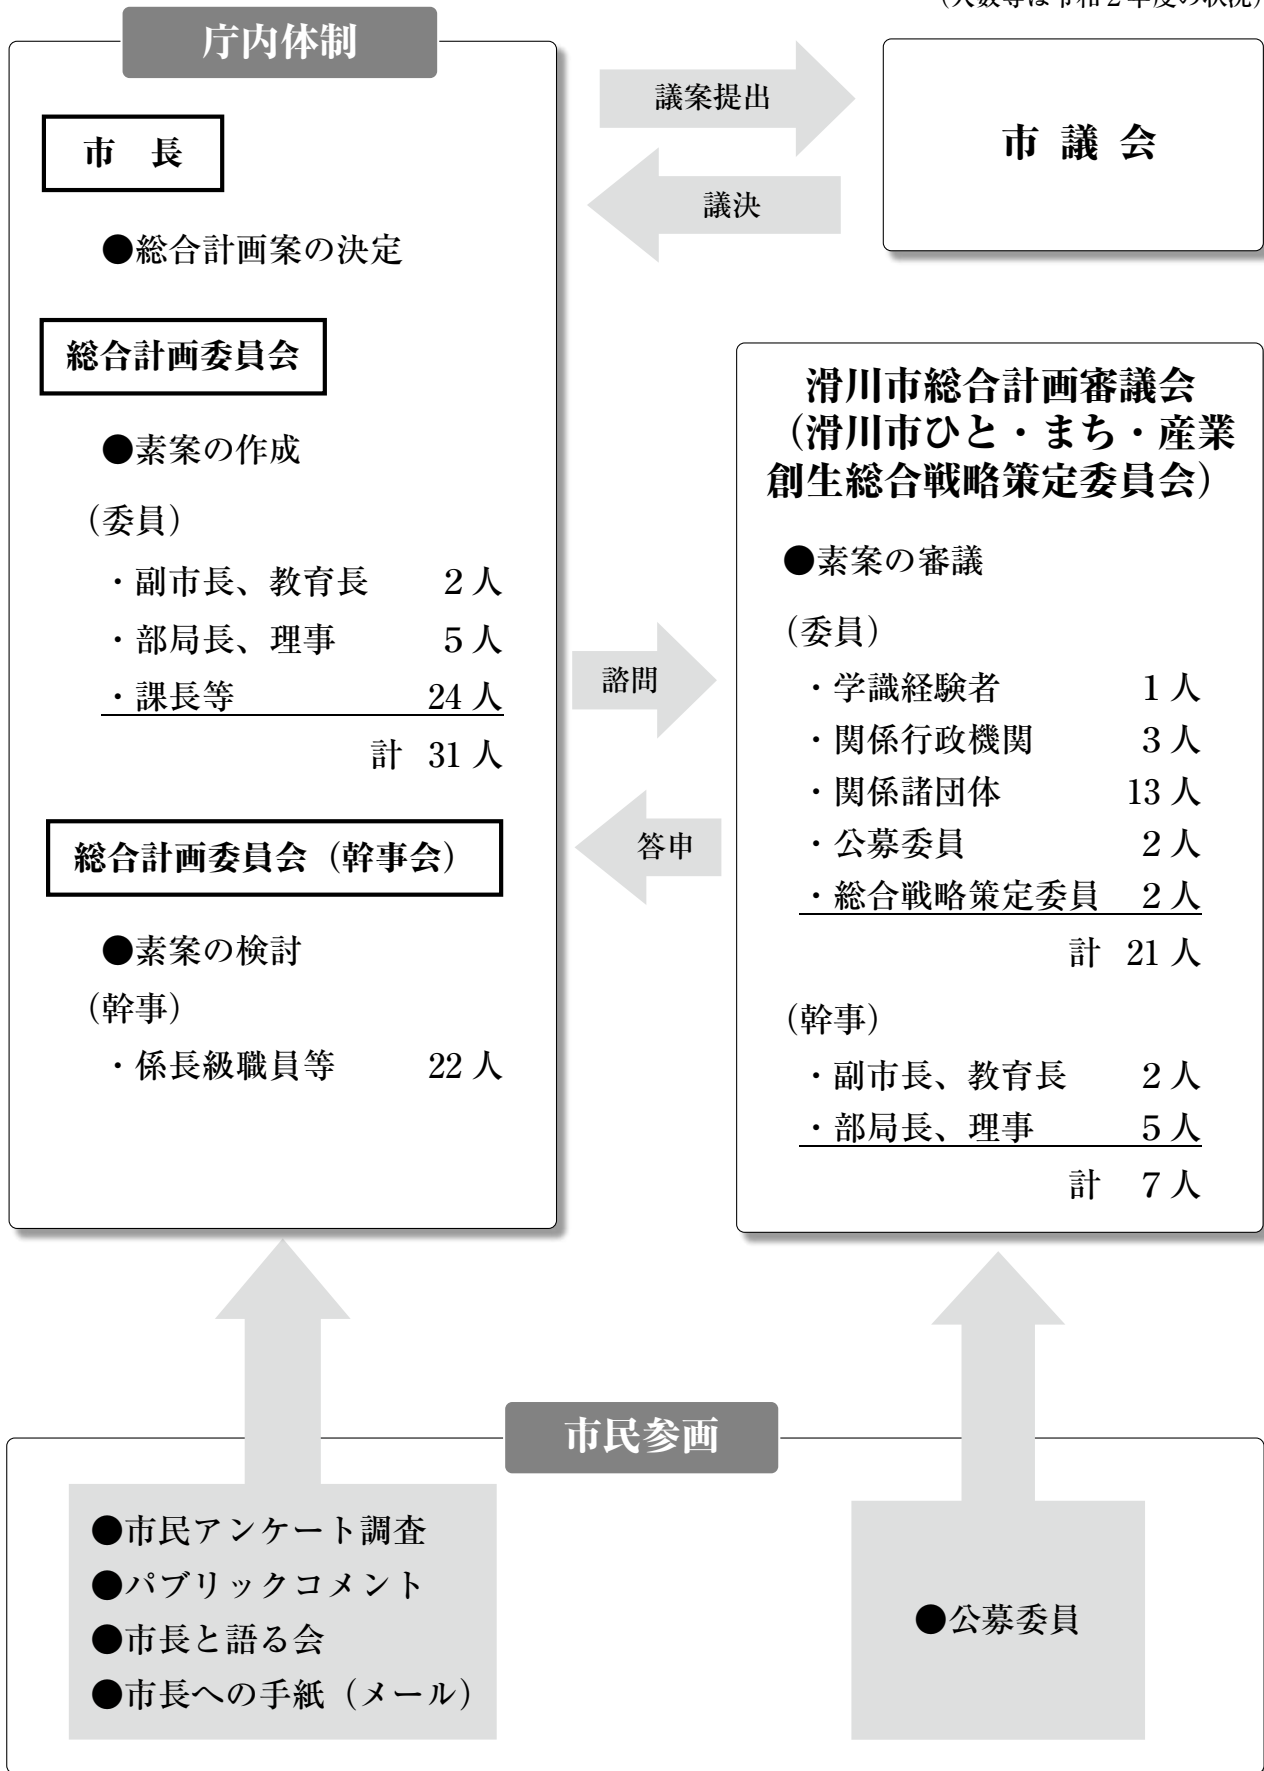 (人数等は令和2年度の状況)
庁内体制
市 長
●総合計画案の決定
総合計画委員会
●素案の作成
(委員)
・副市長、教育長 2人
・部局長、理事 5人
・課長等 24人
計 31人
総合計画委員会(幹事会)
●素案の検討
(幹事)
・係長級職員等 22人
議案提出
議決
市議会
諮問
答申
滑川市総合計画審議会
(滑川市ひと・まち・産業
創生総合戦略策定委員会)
●素案の審議
(委員)
・学識経験者 1人
・関係行政機関 3人
・関係諸団体 13人
・公募委員 2人
・総合戦略策定委員 2人
計 21人
(幹事)
・副市長、教育長 2人
・部局長、理事 5人
計 7人
市民参画
●市民アンケート調査
●パブリックコメント
●市長と語る会
●市長への手紙(メール)
●公募委員